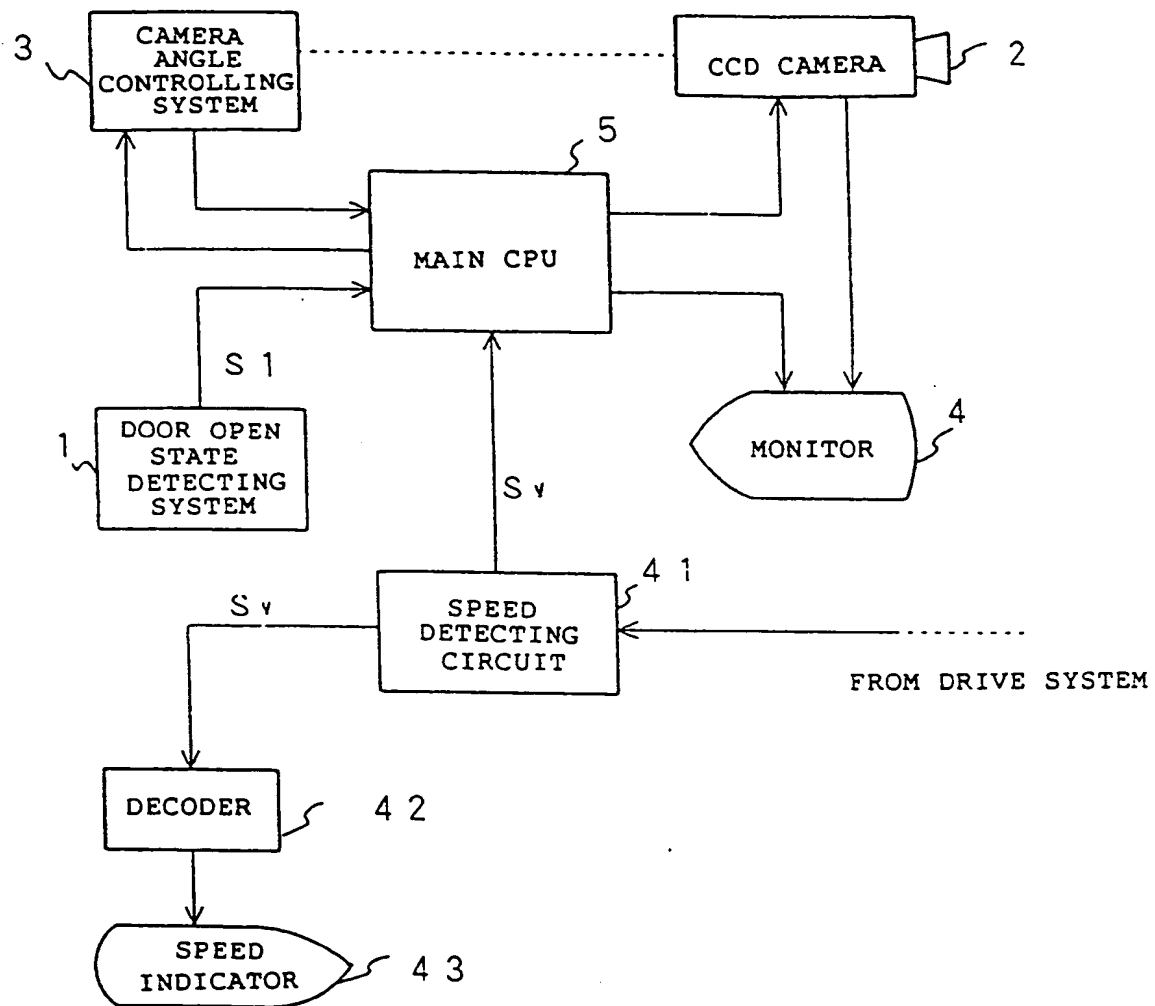 CAMERA
ANGLE
CONTROLLING
SYSTEM
3
CCD CAMERA
2
5
MAIN CPU
S 1
DOOR OPEN
STATE
DETECTING
SYSTEM
1
MONITOR
4
S v
4 1
SPEED
DETECTING
CIRCUIT
S v
FROM DRIVE SYSTEM
DECODER
4 2
SPEED
INDICATOR
4 3